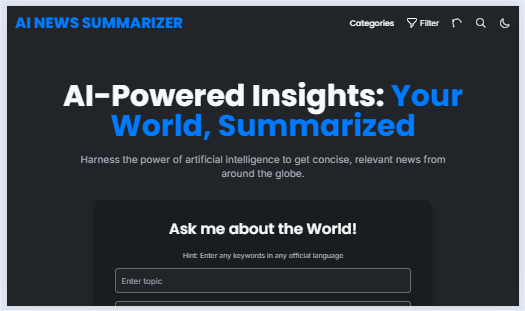 AI NEWS SUMMARIZER
Categories
Filter
AI-Powered Insights: Your
World, Summarized
Harness the power of artificial intelligence to get concise, relevant news from
around the globe.
Ask me about the World!
Hint: Enter any keywords in any official language
Enter topic